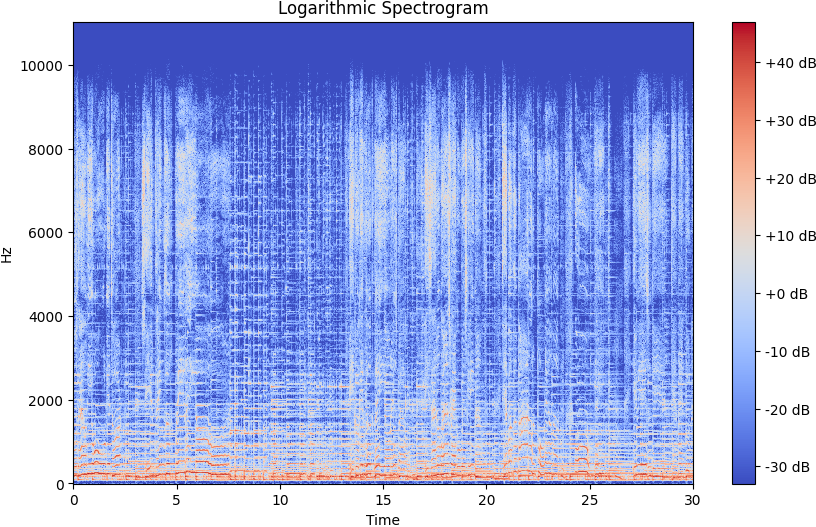 Logarithmic Spectrogram
Hz
10000
8000
6000
4000
2000
0
0 5 10 15 20 25 30
Time
+40 dB
+30 dB
+20 dB
+10 dB
+0 dB
-10 dB
-20 dB
-30 dB